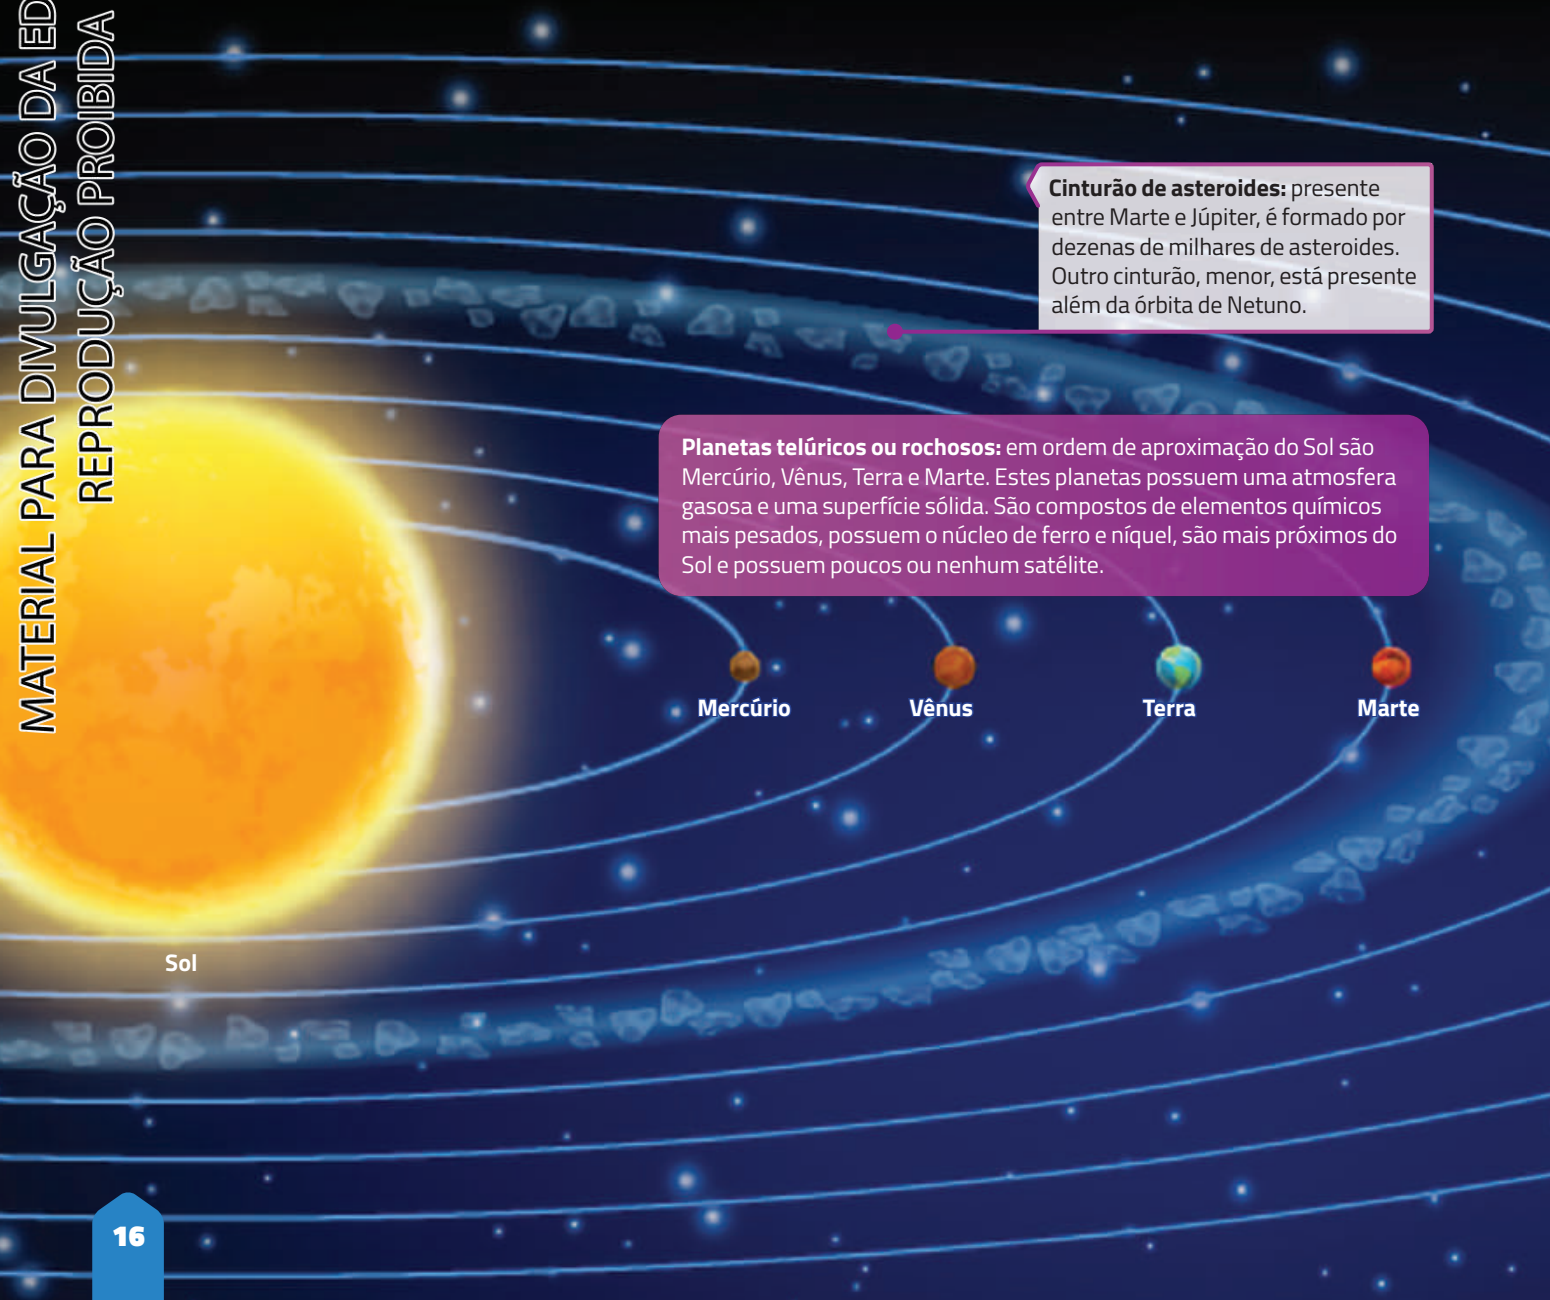 MATERIAL PARA DIVULGAÇÃO DA ED
REPRODUÇÃO PROIBIDA
Cinturão de asteroides: presente
entre Marte e Júpiter, é formado por
dezenas de milhares de asteroides.
Outro cinturão, menor, está presente
além da órbita de Netuno.
Planetas telúricos ou rochosos: em ordem de aproximação do Sol são
Mercúrio, Vênus, Terra e Marte. Estes planetas possuem uma atmosfera
gasosa e uma superfície sólida. São compostos de elementos químicos
mais pesados, possuem o núcleo de ferro e níquel, são mais próximos do
Sol e possuem poucos ou nenhum satélite.
Mercúrio
Vênus
Terra
Marte
Sol
16